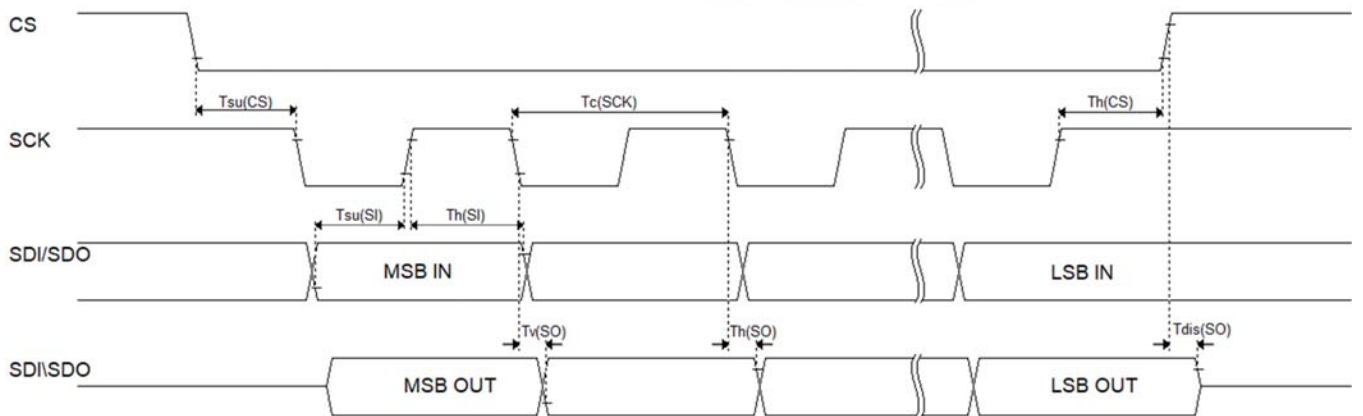 CS
Tsu(CS)
Tc(SCK)
Th(CS)
SCK
Tsu(SI)
Th(SI)
SDI/SDO
MSB IN
LSB IN
Tv(SO)
Th(SO)
Tdis(SO)
SDI\SDO
MSB OUT
LSB OUT